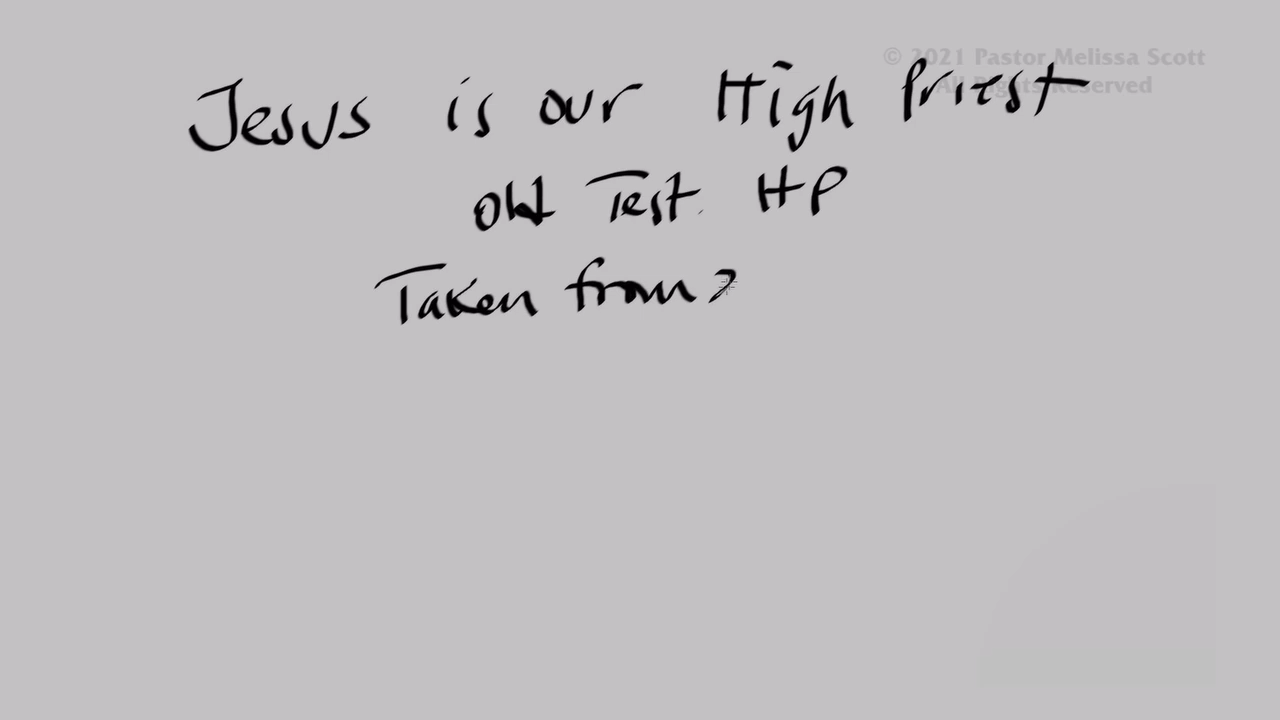 © 2021 Pastor Melissa Scott
All Rights Reserved
Jesus is our High Priest
Old Test. HP
Taken from